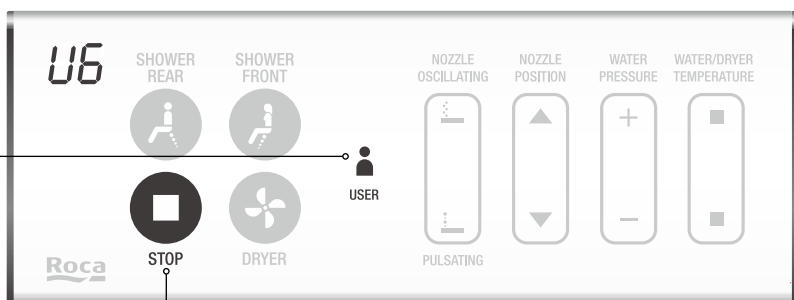 U6
SHOWER
REAR
SHOWER
FRONT
NOZZLE
OSCILLATING
NOZZLE
POSITION
WATER
PRESSURE
WATER/DRYER
TEMPERATURE
USER
STOP
DRYER
PULSATING
Roca